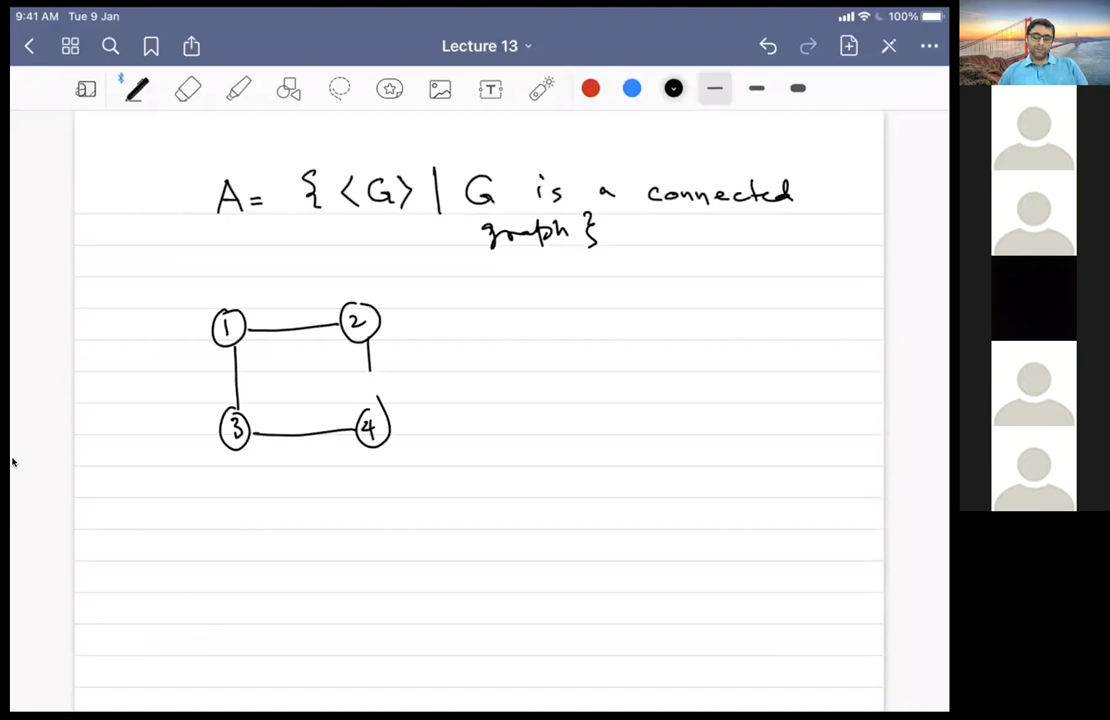 9:41 AM Tue 9 Jan
100%
Lecture 13
T
A = { <G> | G is a connected
graph }
1 2
3 4